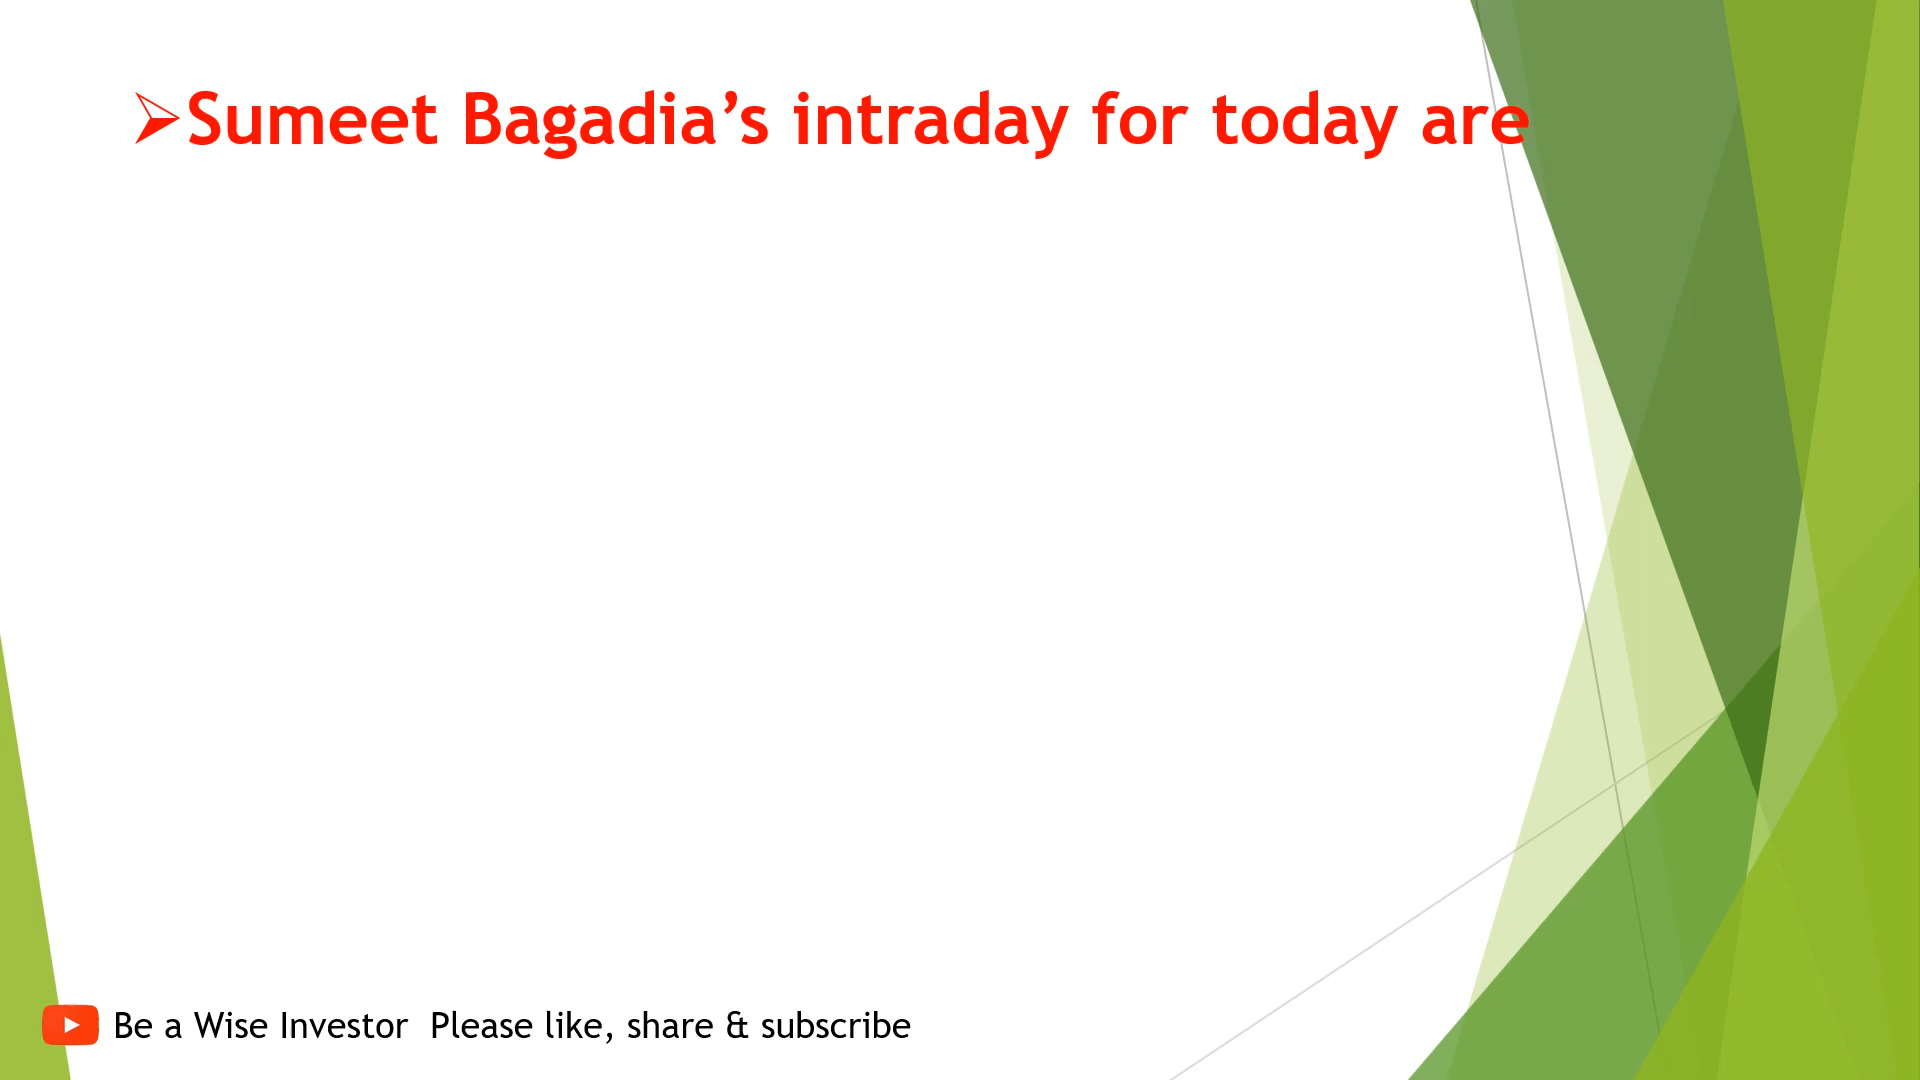 Sumeet Bagadia’s intraday for today are
Be a Wise Investor  Please like, share & subscribe